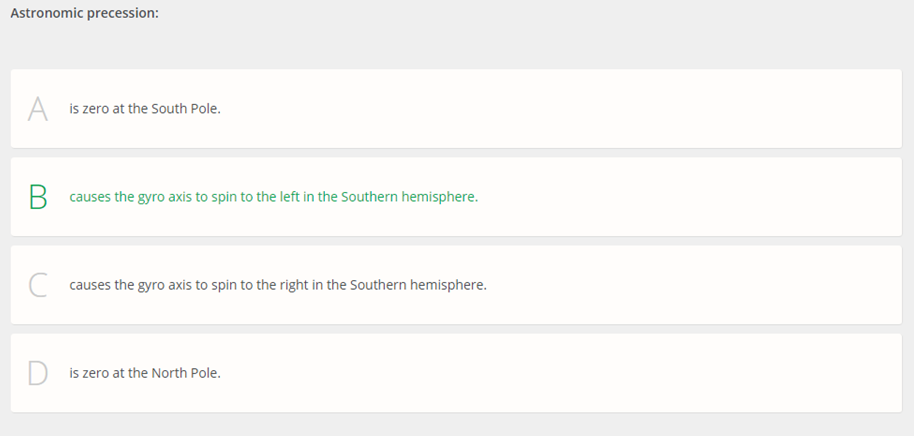 Astronomic precession:
A
is zero at the South Pole.
B
causes the gyro axis to spin to the left in the Southern hemisphere.
C
causes the gyro axis to spin to the right in the Southern hemisphere.
D
is zero at the North Pole.